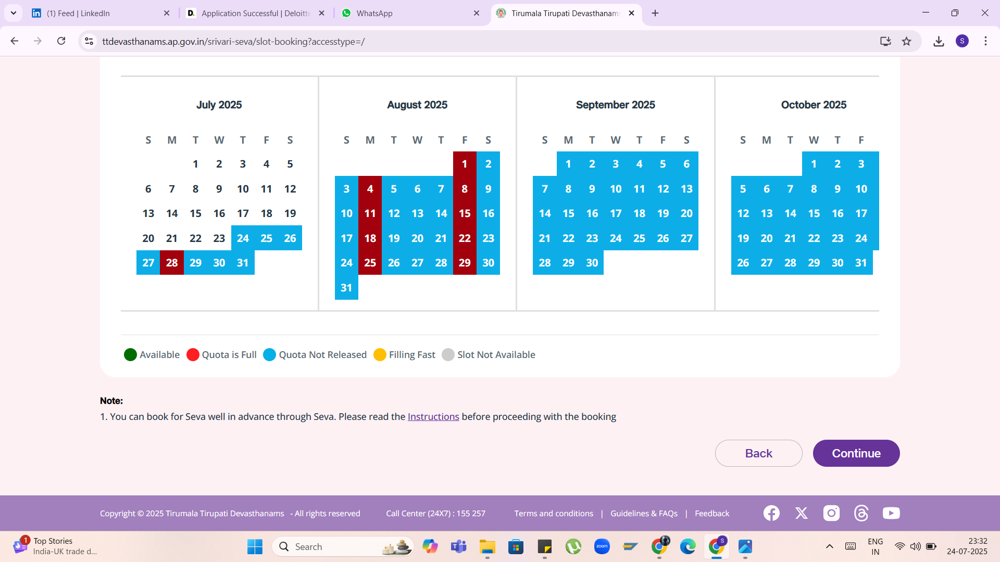 (1) Feed | LinkedIn
Application Successful | Deloitte
WhatsApp
Tirumala Tirupati Devasthanams
ttdevasthanams.ap.gov.in/srivari-seva/slot-booking?accesstype=/
S
July 2025
S M T W T F S
1 2 3 4 5
6 7 8 9 10 11 12
13 14 15 16 17 18 19
20 21 22 23 24 25 26
27 28 29 30 31
August 2025
S M T W T F S
1 2
3 4 5 6 7 8 9
10 11 12 13 14 15 16
17 18 19 20 21 22 23
24 25 26 27 28 29 30
31
September 2025
S M T W T F S
1 2 3 4 5 6
7 8 9 10 11 12 13
14 15 16 17 18 19 20
21 22 23 24 25 26 27
28 29 30
October 2025
S M T W T F
1 2 3
5 6 7 8 9 10
12 13 14 15 16 17
19 20 21 22 23 24
26 27 28 29 30 31
Available Quota is Full Quota Not Released Filling Fast Slot Not Available
Note:
1. You can book for Seva well in advance through Seva. Please read the Instructions before proceeding with the booking
Back Continue
Copyright © 2025 Tirumala Tirupati Devasthanams - All rights reserved Call Center (24X7) : 155 257 Terms and conditions | Guidelines & FAQs | Feedback
1
Top Stories
India-UK trade d...
Search
zoom
S
ENG
IN
23:32
24-07-2025